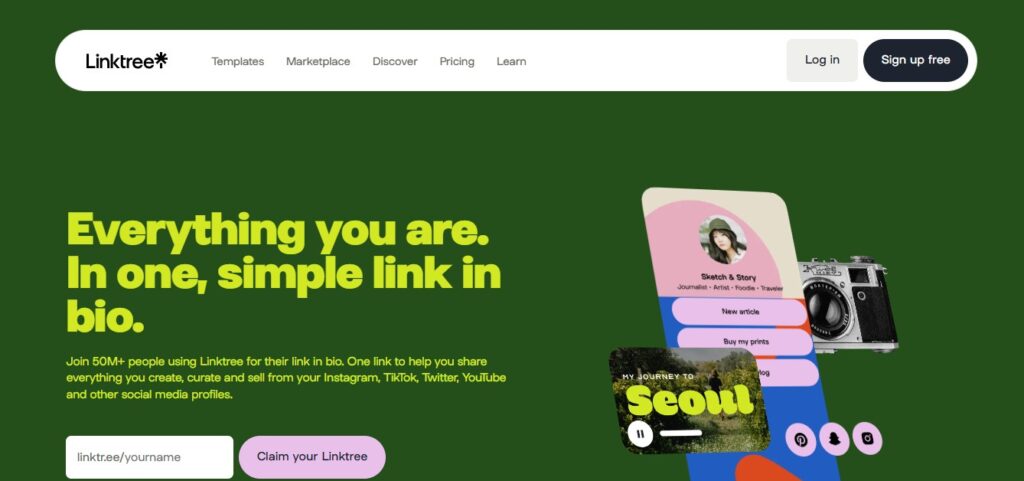 Linktree
Templates
Marketplace
Discover
Pricing
Learn
Log in
Sign up free
Everything you are.
In one, simple link in
bio.
Join 50M+ people using Linktree for their link in bio. One link to help you share
everything you create, curate and sell from your Instagram, TikTok, Twitter, YouTube
and other social media profiles.
linktr.ee/yourname
Claim your Linktree
Sketch & Story
Journalist • Artist • Foodie • Traveler
New article
Buy my prints
MY JOURNEY TO
Seoul